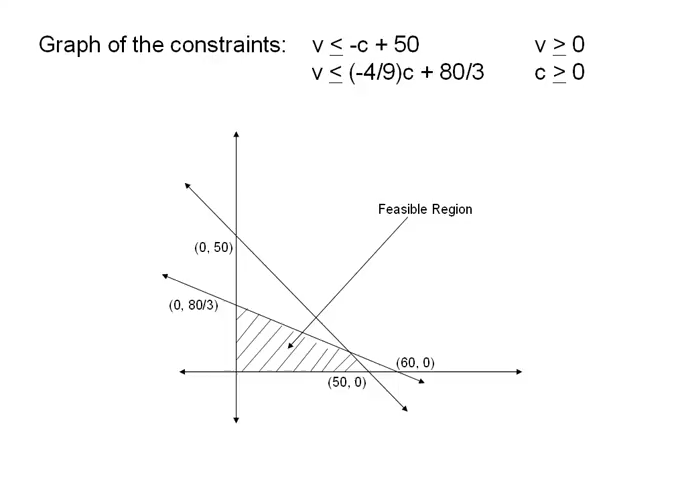 Graph of the constraints: v ≤ -c + 50 v ≥ 0
v ≤ (-4/9)c + 80/3 c ≥ 0
Feasible Region
(0, 50)
(0, 80/3)
(60, 0)
(50, 0)